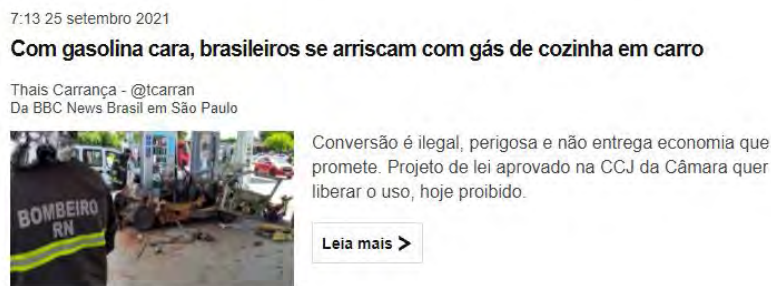 7:13 25 setembro 2021
Com gasolina cara, brasileiros se arriscam com gás de cozinha em carro
Thais Carrança - @tcarran
Da BBC News Brasil em São Paulo
BOMBEIRO
RN
Conversão é ilegal, perigosa e não entrega economia que
promete. Projeto de lei aprovado na CCJ da Câmara quer
liberar o uso, hoje proibido.
Leia mais >